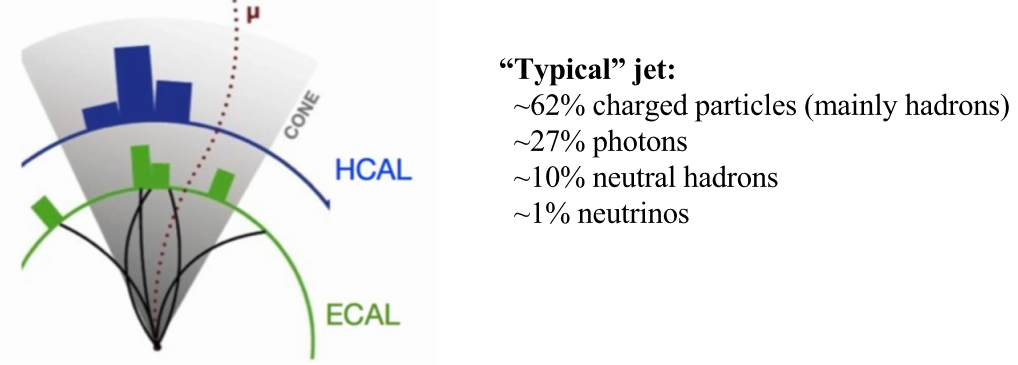 μ
CONE
HCAL
ECAL
“Typical” jet:
~62% charged particles (mainly hadrons)
~27% photons
~10% neutral hadrons
~1% neutrinos